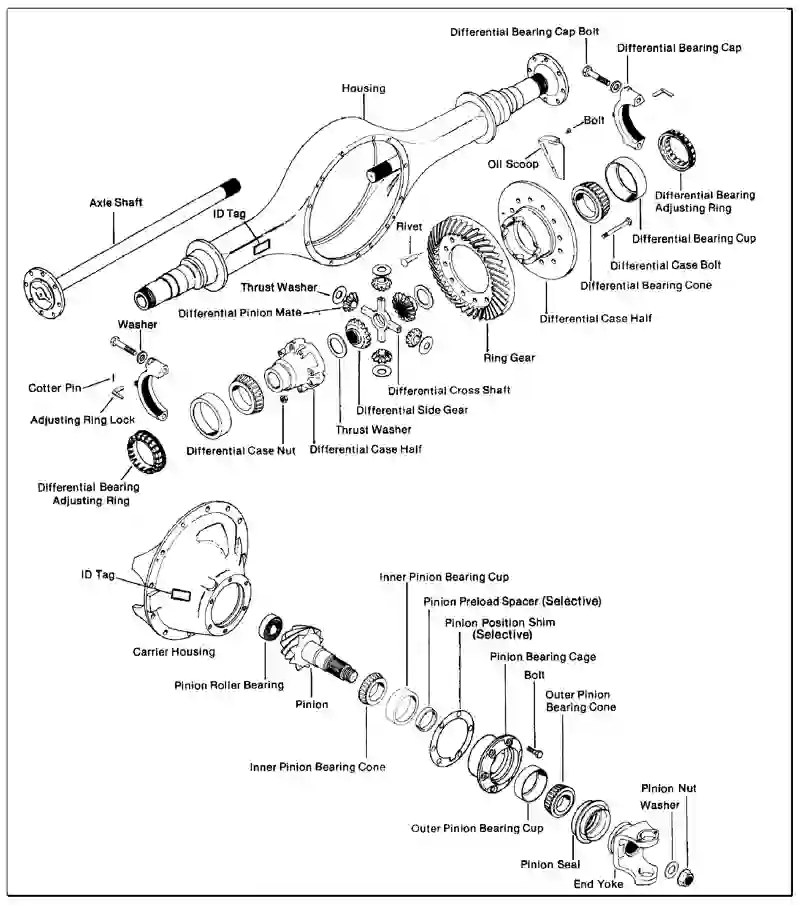 Differential Bearing Cap Bolt
Differential Bearing Cap
Housing
Bolt
Oil Scoop
Axle Shaft
Differential Bearing
Adjusting Ring
ID Tag
Rivet
Differential Bearing Cup
Differential Case Bolt
Thrust Washer
Differential Bearing Cone
Differential Pinion Mate
Differential Case Half
Washer
Ring Gear
Cotter Pin
Differential Cross Shaft
Adjusting Ring Lock
Differential Side Gear
Thrust Washer
Differential Case Nut
Differential Case Half
Differential Bearing
Adjusting Ring
ID Tag
Inner Pinion Bearing Cup
Pinion Preload Spacer (Selective)
Pinion Position Shim
(Selective)
Carrier Housing
Pinion Bearing Cage
Bolt
Pinion Roller Bearing
Outer Pinion
Bearing Cone
Pinion
Inner Pinion Bearing Cone
Pinion Nut
Washer
Outer Pinion Bearing Cup
Pinion Seal
End Yoke